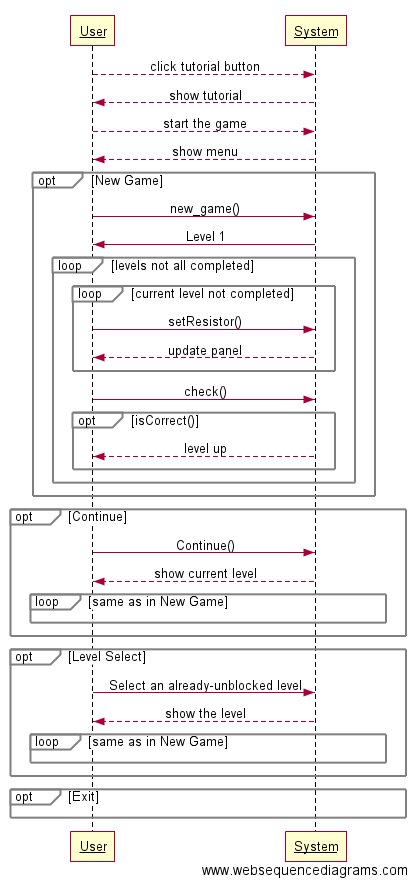 User System
click tutorial button
show tutorial
start the game
show menu
opt [New Game]
new_game()
Level 1
loop [levels not all completed]
loop [current level not completed]
setResistor()
update panel
check()
opt [isCorrect()]
level up
opt [Continue]
Continue()
show current level
loop [same as in New Game]
opt [Level Select]
Select an already-unblocked level
show the level
loop [same as in New Game]
opt [Exit]
User System
www.websequencediagrams.com